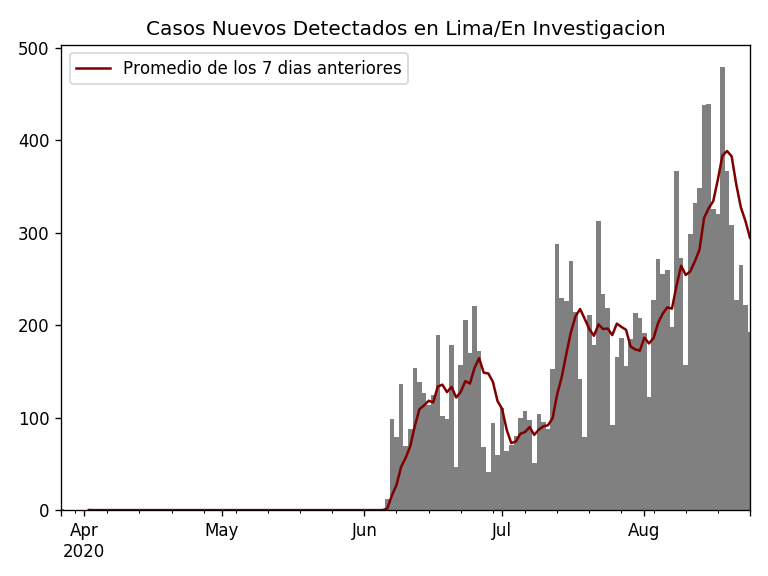 Casos Nuevos Detectados en Lima/En Investigacion
Promedio de los 7 dias anteriores
500
400
300
200
100
0
Apr
2020
May
Jun
Jul
Aug